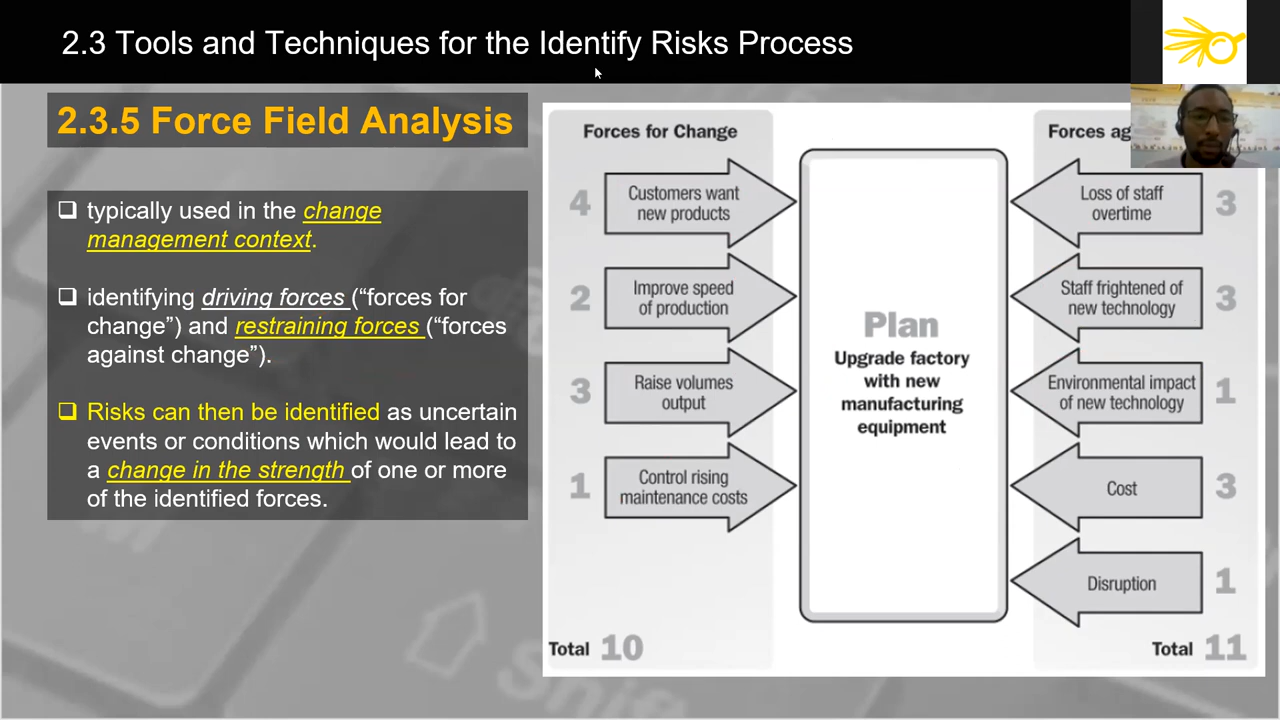 2.3 Tools and Techniques for the Identify Risks Process
2.3.5 Force Field Analysis
typically used in the change
management context.
identifying driving forces (“forces for
change”) and restraining forces (“forces
against change”).
Risks can then be identified as uncertain
events or conditions which would lead to
a change in the strength of one or more
of the identified forces.
Forces for Change
4
Customers want
new products
2
Improve speed
of production
3
Raise volumes
output
1
Control rising
maintenance costs
Total 10
Plan
Upgrade factory
with new
manufacturing
equipment
Forces
Loss of staff
overtime
3
Staff frightened of
new technology
3
Environmental impact
of new technology
1
Cost
3
Disruption
1
Total 11